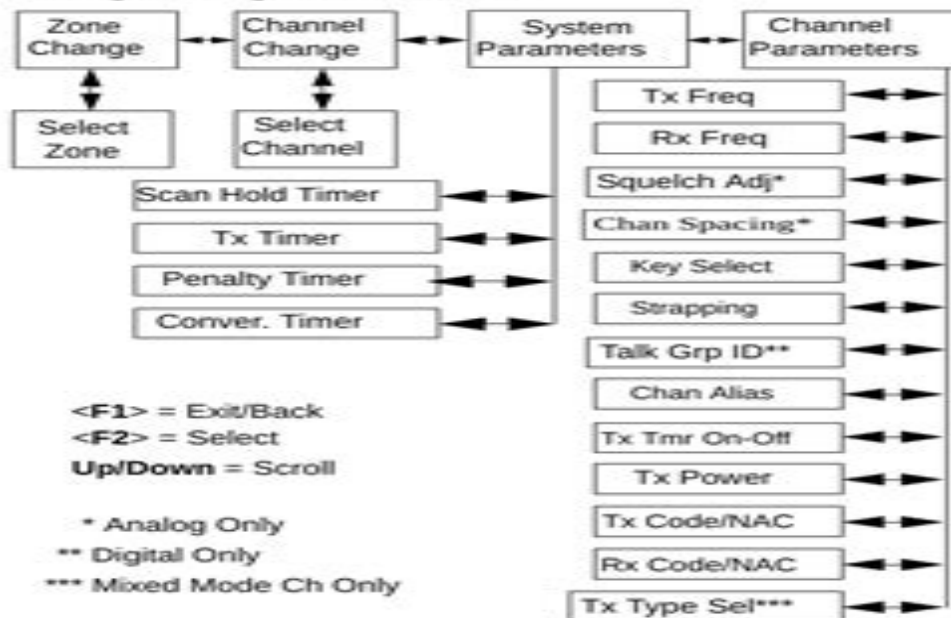 Zone
Change
Channel
Change
System
Parameters
Channel
Parameters
Select
Zone
Select
Channel
Scan Hold Timer
Tx Timer
Penalty Timer
Conver. Timer
Tx Freq
Rx Freq
Squelch Adj*
Chan Spacing*
Key Select
Strapping
Talk Grp ID**
Chan Alias
Tx Tmr On-Off
Tx Power
Tx Code/NAC
Rx Code/NAC
Tx Type Sel***
<F1> = Exit/Back
<F2> = Select
Up/Down = Scroll
* Analog Only
** Digital Only
*** Mixed Mode Ch Only